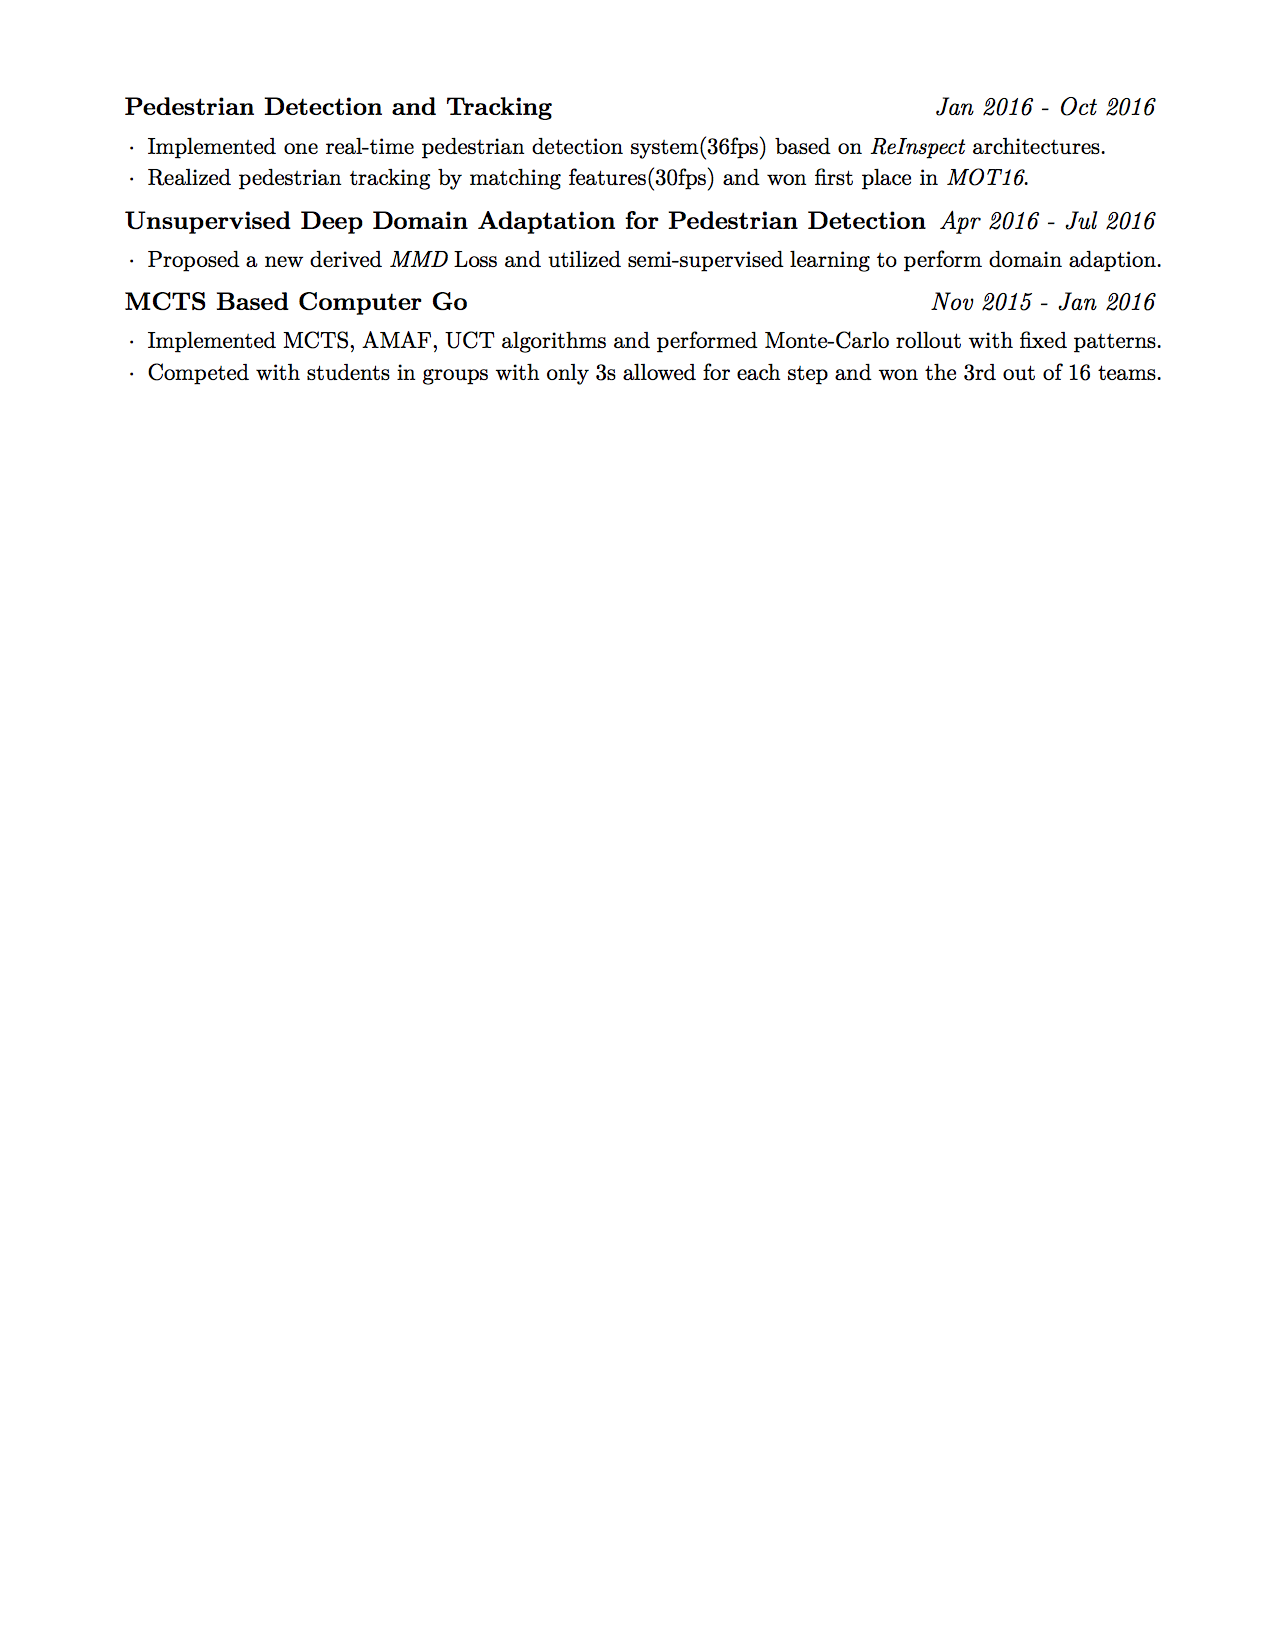 Pedestrian Detection and Tracking Jan 2016 - Oct 2016
· Implemented one real-time pedestrian detection system(36fps) based on ReInspect architectures.
· Realized pedestrian tracking by matching features(30fps) and won first place in MOT16.
Unsupervised Deep Domain Adaptation for Pedestrian Detection Apr 2016 - Jul 2016
· Proposed a new derived MMD Loss and utilized semi-supervised learning to perform domain adaption.
MCTS Based Computer Go Nov 2015 - Jan 2016
· Implemented MCTS, AMAF, UCT algorithms and performed Monte-Carlo rollout with fixed patterns.
· Competed with students in groups with only 3s allowed for each step and won the 3rd out of 16 teams.